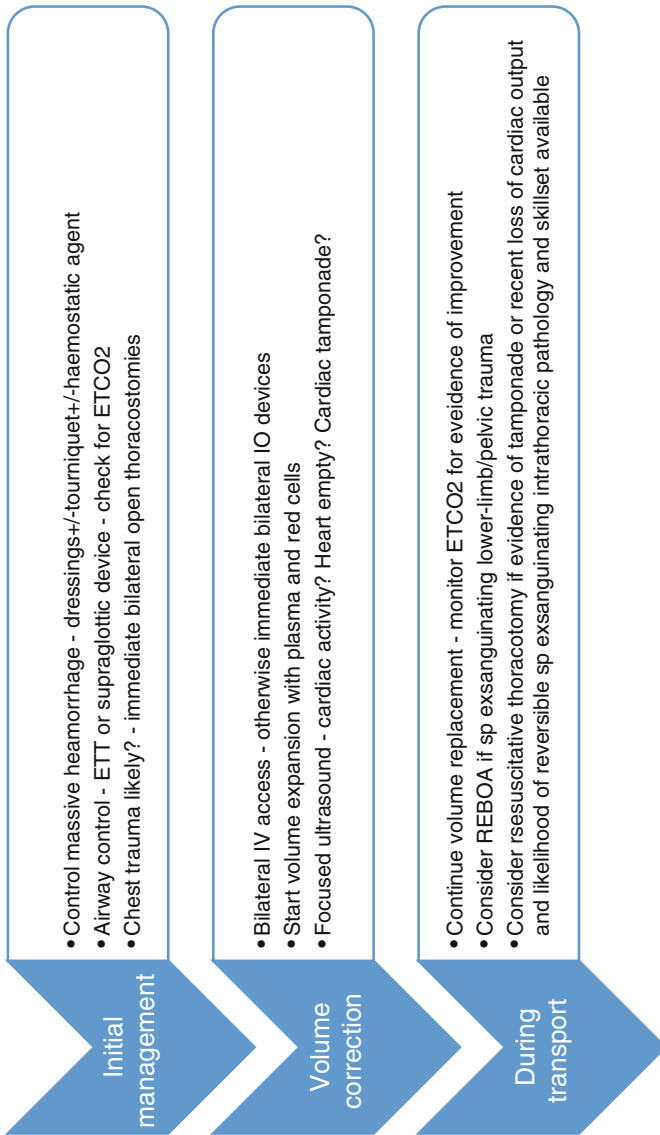 Initial
management
•Control massive heamorrhage - dressings+/-tourniquet+/-haemostatic agent
•Airway control - ETT or supraglottic device - check for ETCO2
•Chest trauma likely? - immediate bilateral open thoracostomies
Volume
correction
•Bilateral IV access - otherwise immediate bilateral IO devices
•Start volume expansion with plasma and red cells
•Focused ultrasound - cardiac activity? Heart empty? Cardiac tamponade?
During
transport
•Continue volume replacement - monitor ETCO2 for eveidence of improvement
•Consider REBOA if sp exsanguinating lower-limb/pelvic trauma
•Consdier rsesuscitative thoracotomy if evidence of tamponade or recent loss of cardiac output
and likelihood of reversible sp exsanguinating intrathoracic pathology and skillset available